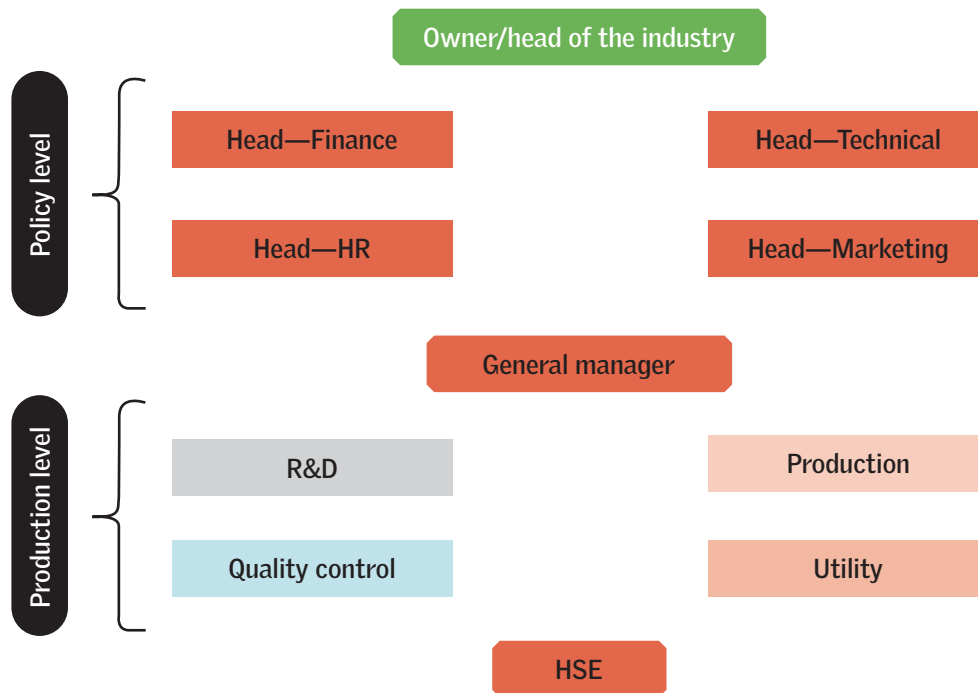 Owner/head of the industry
Policy level
Head—Finance
Head—Technical
Head—HR
Head—Marketing
General manager
Production level
R&D
Production
Quality control
Utility
HSE